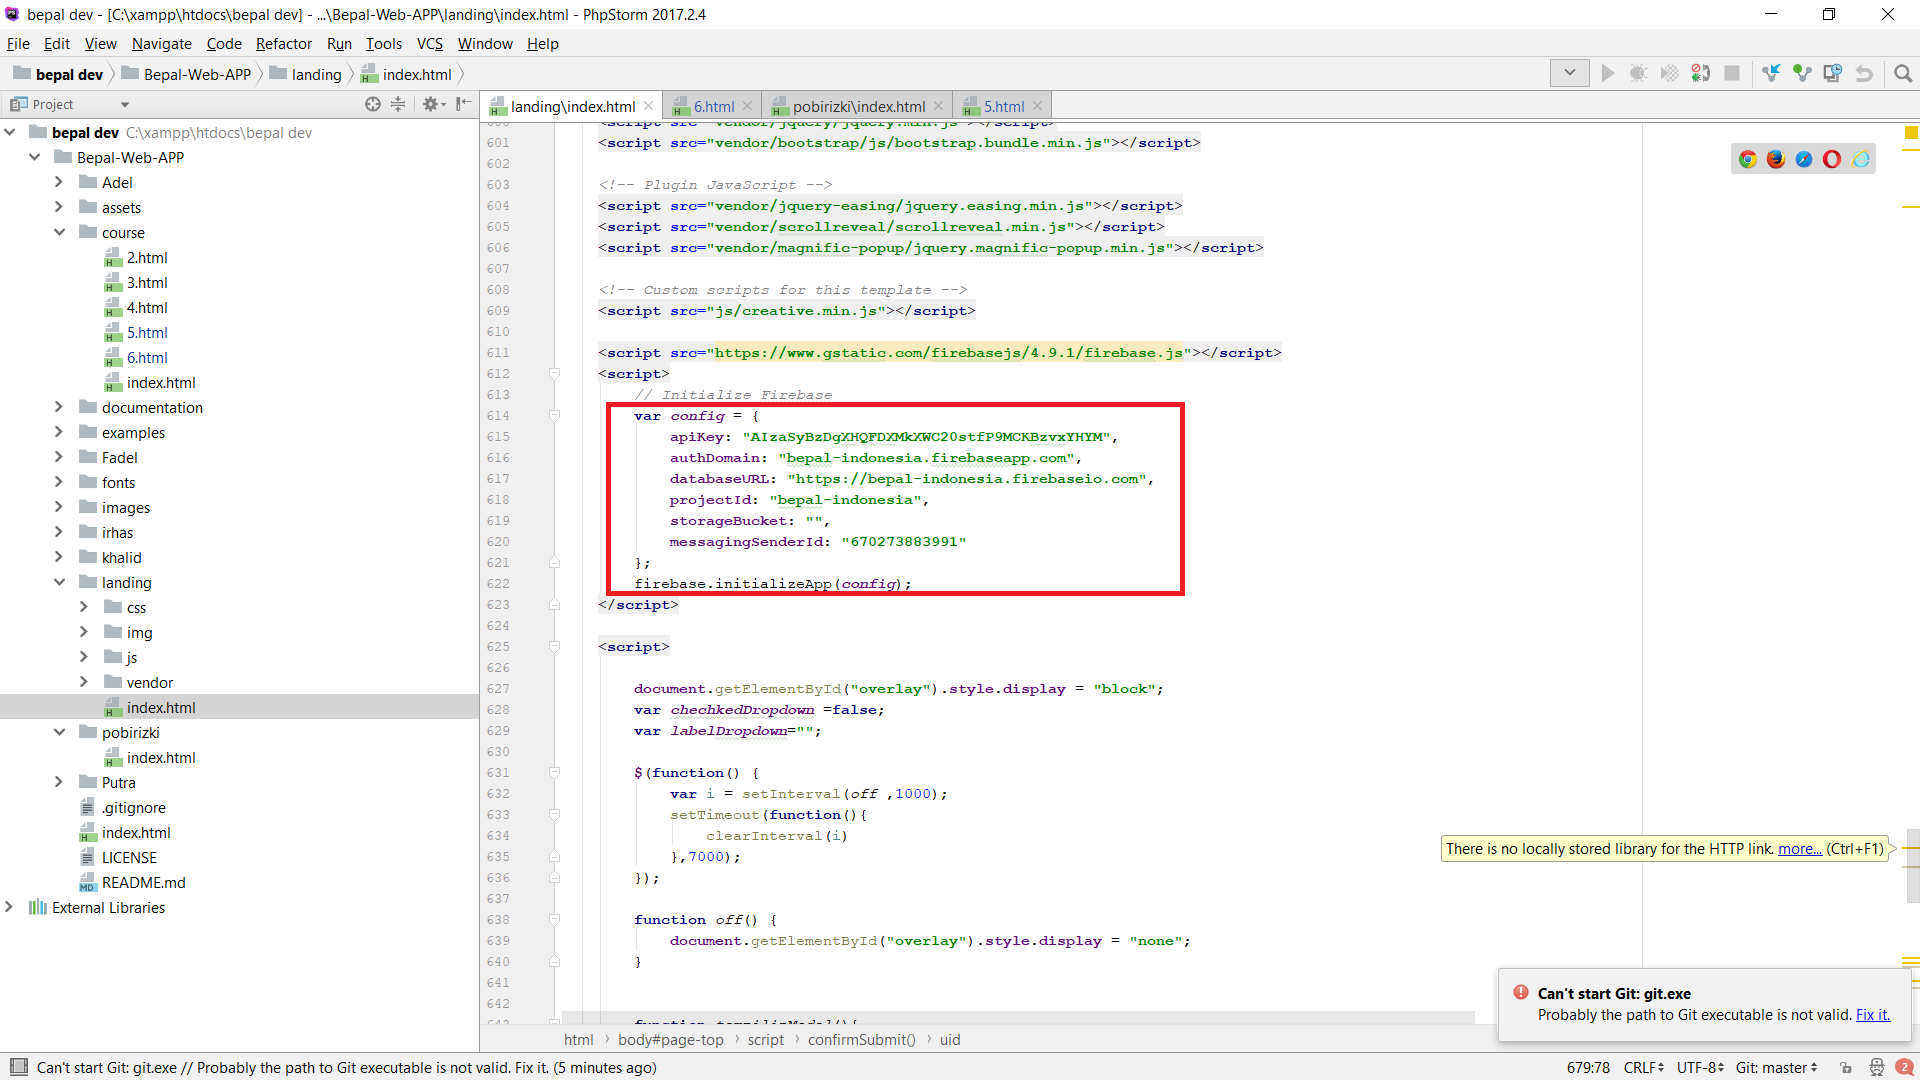 bepal dev - [C:\xampp\htdocs\bepal dev] - ...\Bepal-Web-APP\landing\index.html - PhpStorm 2017.2.4
File Edit View Navigate Code Refactor Run Tools VCS Window Help
bepal dev Bepal-Web-APP landing index.html
Project
landing\index.html 6.html pobirizki\index.html 5.html
bepal dev C:\xampp\htdocs\bepal dev
Bepal-Web-APP
Adel
assets
course
2.html
3.html
4.html
5.html
6.html
index.html
documentation
examples
Fadel
fonts
images
irhas
khalid
landing
css
img
js
vendor
index.html
pobirizki
index.html
Putra
.gitignore
index.html
LICENSE
README.md
External Libraries
600 <script src="vendor/jquery/jquery.min.js"></script>
601 <script src="vendor/bootstrap/js/bootstrap.bundle.min.js"></script>
602
603 <!-- Plugin JavaScript -->
604 <script src="vendor/jquery-easing/jquery.easing.min.js"></script>
605 <script src="vendor/scrollreveal/scrollreveal.min.js"></script>
606 <script src="vendor/magnific-popup/jquery.magnific-popup.min.js"></script>
607
608 <!-- Custom scripts for this template -->
609 <script src="js/creative.min.js"></script>
610
611 <script src="https://www.gstatic.com/firebasejs/4.9.1/firebase.js"></script>
612 <script>
613 // Initialize Firebase
614 var config = {
615 apiKey: "AIzaSyBzDgXHQFDXMkXWC20stfP9MCKBzvxYHYM",
616 authDomain: "bepal-indonesia.firebaseapp.com",
617 databaseURL: "https://bepal-indonesia.firebaseio.com",
618 projectId: "bepal-indonesia",
619 storageBucket: "",
620 messagingSenderId: "670273883991"
621 };
622 firebase.initializeApp(config);
623 </script>
624
625 <script>
626
627 document.getElementById("overlay").style.display = "block";
628 var chechkedDropdown =false;
629 var labelDropdown="";
630
631 $(function() {
632 var i = setInterval(off ,1000);
633 setTimeout(function(){
634 clearInterval(i)
635 },7000);
636 });
637
638 function off() {
639 document.getElementById("overlay").style.display = "none";
640 }
641
642
643 function tampilinModal(){
There is no locally stored library for the HTTP link. more... (Ctrl+F1)
Can't start Git: git.exe
Probably the path to Git executable is not valid. Fix it.
html body#page-top script confirmSubmit() uid
Can't start Git: git.exe // Probably the path to Git executable is not valid. Fix it. (5 minutes ago)
679:78 CRLF UTF-8 Git: master 2